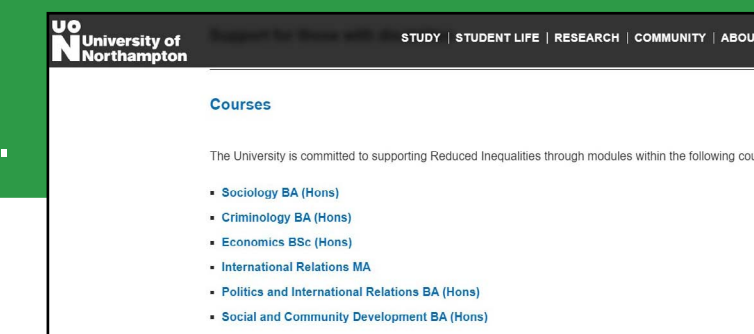 UO
N University of
Northampton
STUDY | STUDENT LIFE | RESEARCH | COMMUNITY | ABOU
Courses
The University is committed to supporting Reduced Inequalities through modules within the following cou
▪ Sociology BA (Hons)
▪ Criminology BA (Hons)
▪ Economics BSc (Hons)
▪ International Relations MA
▪ Politics and International Relations BA (Hons)
▪ Social and Community Development BA (Hons)